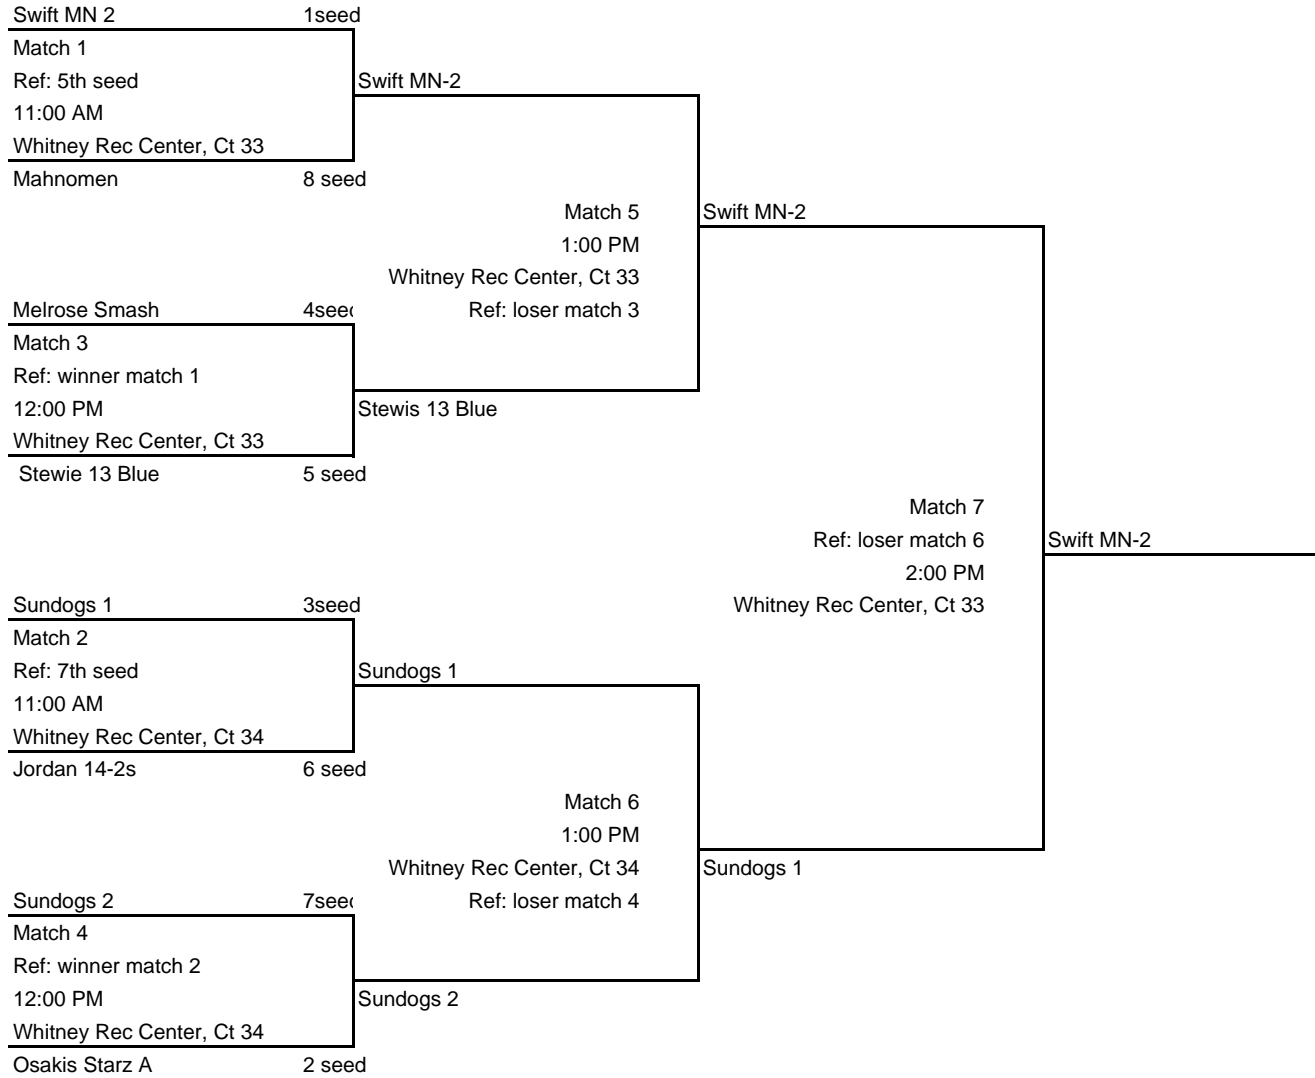 Swift MN 2 1seed
Match 1
Ref: 5th seed
Swift MN-2
11:00 AM
Whitney Rec Center, Ct 33
Mahnomen 8 seed
Match 5
Swift MN-2
1:00 PM
Whitney Rec Center, Ct 33
Melrose Smash 4seed
Ref: loser match 3
Match 3
Ref: winner match 1
12:00 PM
Stewis 13 Blue
Whitney Rec Center, Ct 33
Stewie 13 Blue 5 seed
Match 7
Ref: loser match 6
Swift MN-2
2:00 PM
Sundogs 1 3seed
Whitney Rec Center, Ct 33
Match 2
Ref: 7th seed
Sundogs 1
11:00 AM
Whitney Rec Center, Ct 34
Jordan 14-2s 6 seed
Match 6
1:00 PM
Whitney Rec Center, Ct 34
Sundogs 1
Sundogs 2 7seed
Ref: loser match 4
Match 4
Ref: winner match 2
12:00 PM
Sundogs 2
Whitney Rec Center, Ct 34
Osakis Starz A 2 seed